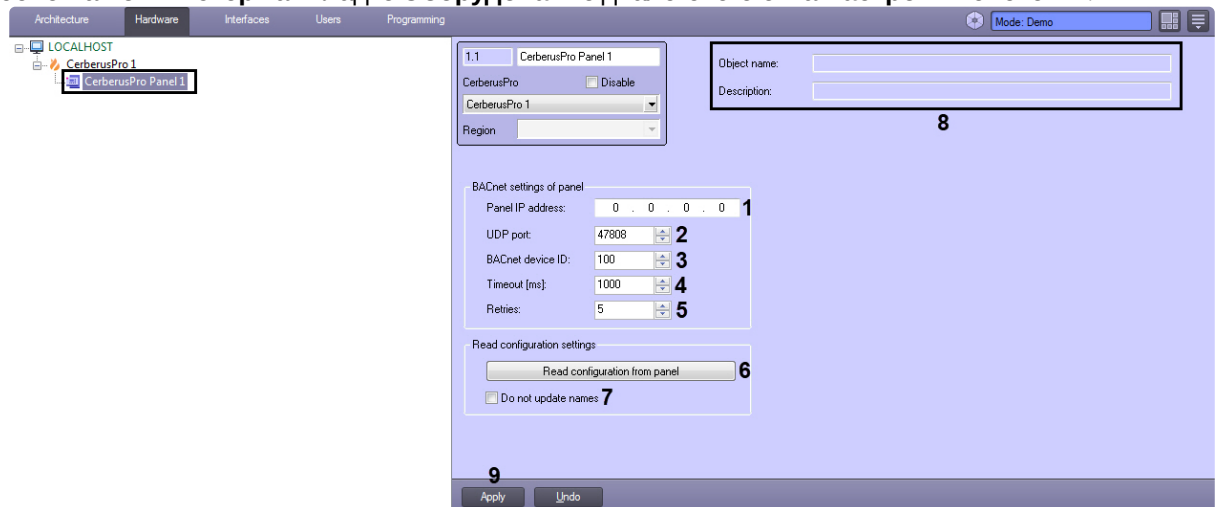 Architecture Hardware Interfaces Users Programming Mode: Demo
LOCALHOST
CerberusPro 1
CerberusPro Panel 1
1.1 CerberusPro Panel 1
CerberusPro Disable
CerberusPro 1
Region
Object name:
Description:
8
BACnet settings of panel
Panel IP address: 0 . 0 . 0 . 0 1
UDP port: 47808 2
BACnet device ID: 100 3
Timeout [ms]: 1000 4
Retries: 5 5
Read configuration settings
Read configuration from panel 6
Do not update names 7
9
Apply Undo